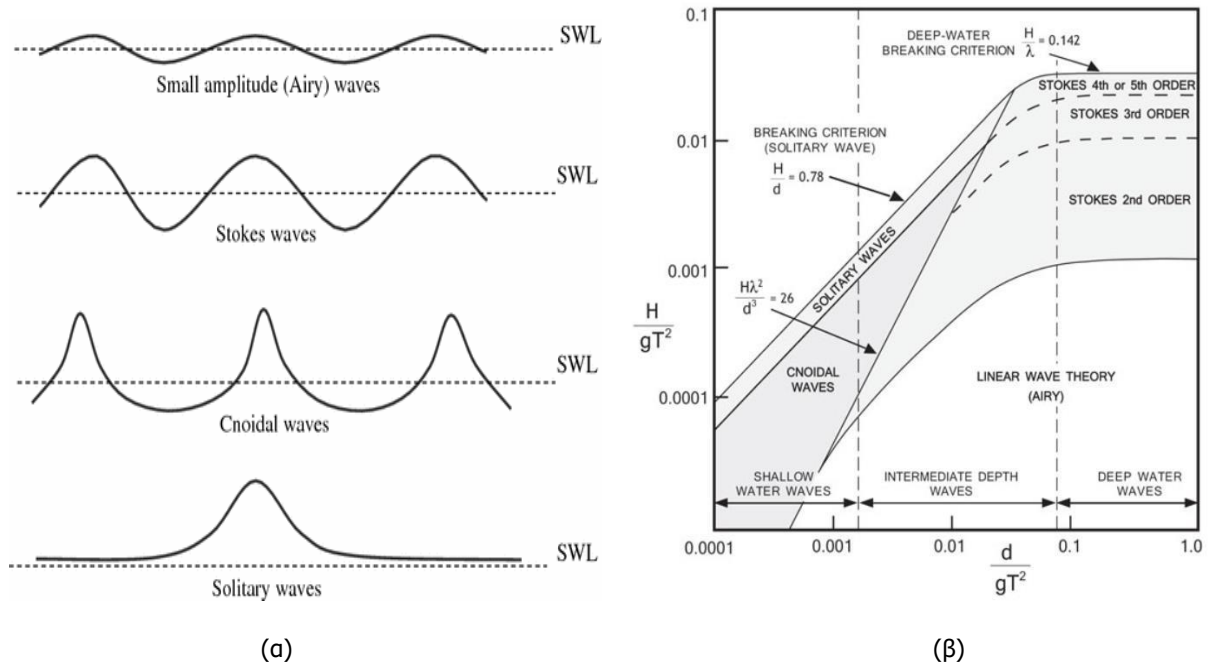 SWL
Small amplitude (Airy) waves
SWL
Stokes waves
SWL
Cnoidal waves
SWL
Solitary waves
(α)
0.1
0.01
0.001
0.0001
H
gT²
DEEP-WATER
BREAKING CRITERION
H
λ
= 0.142
STOKES 4th or 5th ORDER
STOKES 3rd ORDER
BREAKING CRITERION
(SOLITARY WAVE)
H
d
= 0.78
STOKES 2nd ORDER
SOLITARY WAVES
Hλ²
d³
= 26
CNOIDAL
WAVES
LINEAR WAVE THEORY
(AIRY)
SHALLOW
WATER WAVES
INTERMEDIATE DEPTH
WAVES
DEEP WATER
WAVES
0.0001
0.001
0.01
0.1
1.0
d
gT²
(β)